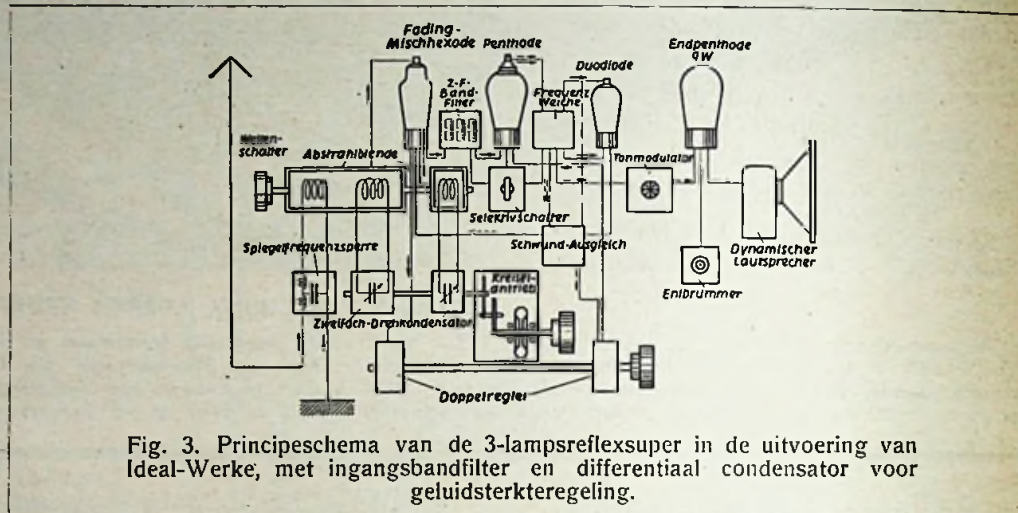 Fading-
Mischhexode
Penthode
Endpenthode
9W
Duodiode
Z-F-
Band-
Filter
Frequenz
Weiche
Wellen-
schalter
Abstrahlblende
Tonmodulator
Selektivschalter
Schwund-Ausgleich
Spiegelfrequenzsperre
Kreisel-
antrieb
Dynamischer
Lautsprecher
Entbrummer
Zweifach-Drehkondensator
Doppelregler
Fig. 3. Principeschema van de 3-lampsreflexsuper in de uitvoering van
Ideal-Werke, met ingangsbandfilter en differentiaal condensator voor
geluidsterkteregeling.